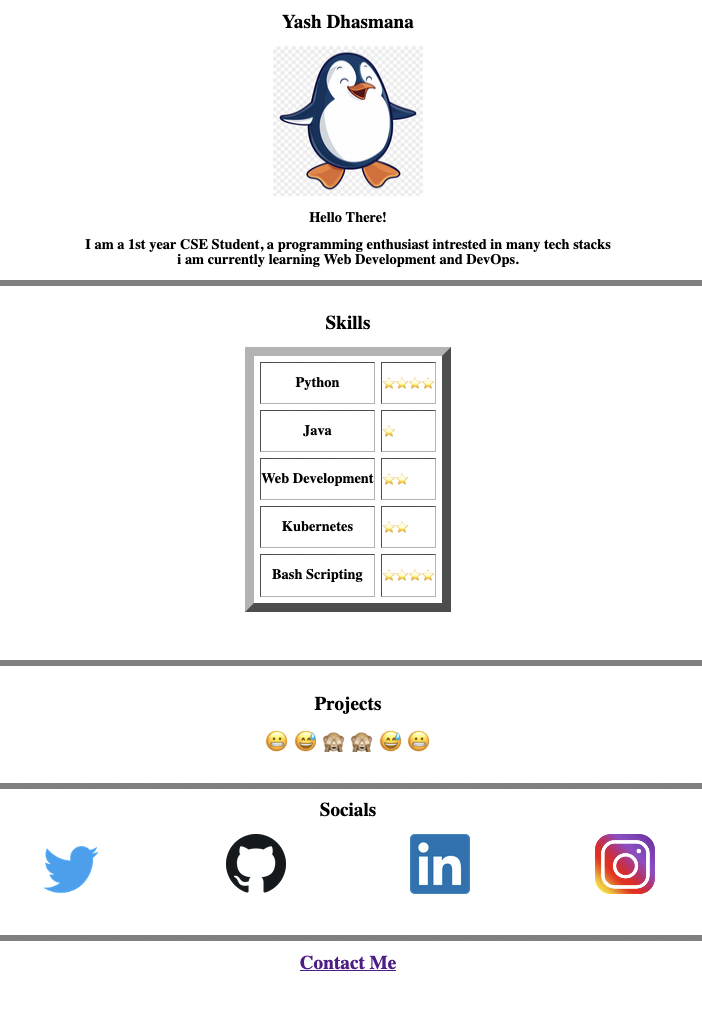 Yash Dhasmana
Hello There!
I am a 1st year CSE Student, a programming enthusiast intrested in many tech stacks
i am currently learning Web Development and DevOps.
Skills
Python ⭐⭐⭐⭐
Java ⭐
Web Development ⭐⭐
Kubernetes ⭐⭐
Bash Scripting ⭐⭐⭐⭐
Projects
😬 😅 🙈 🙈 😅 😬
Socials
in
Contact Me